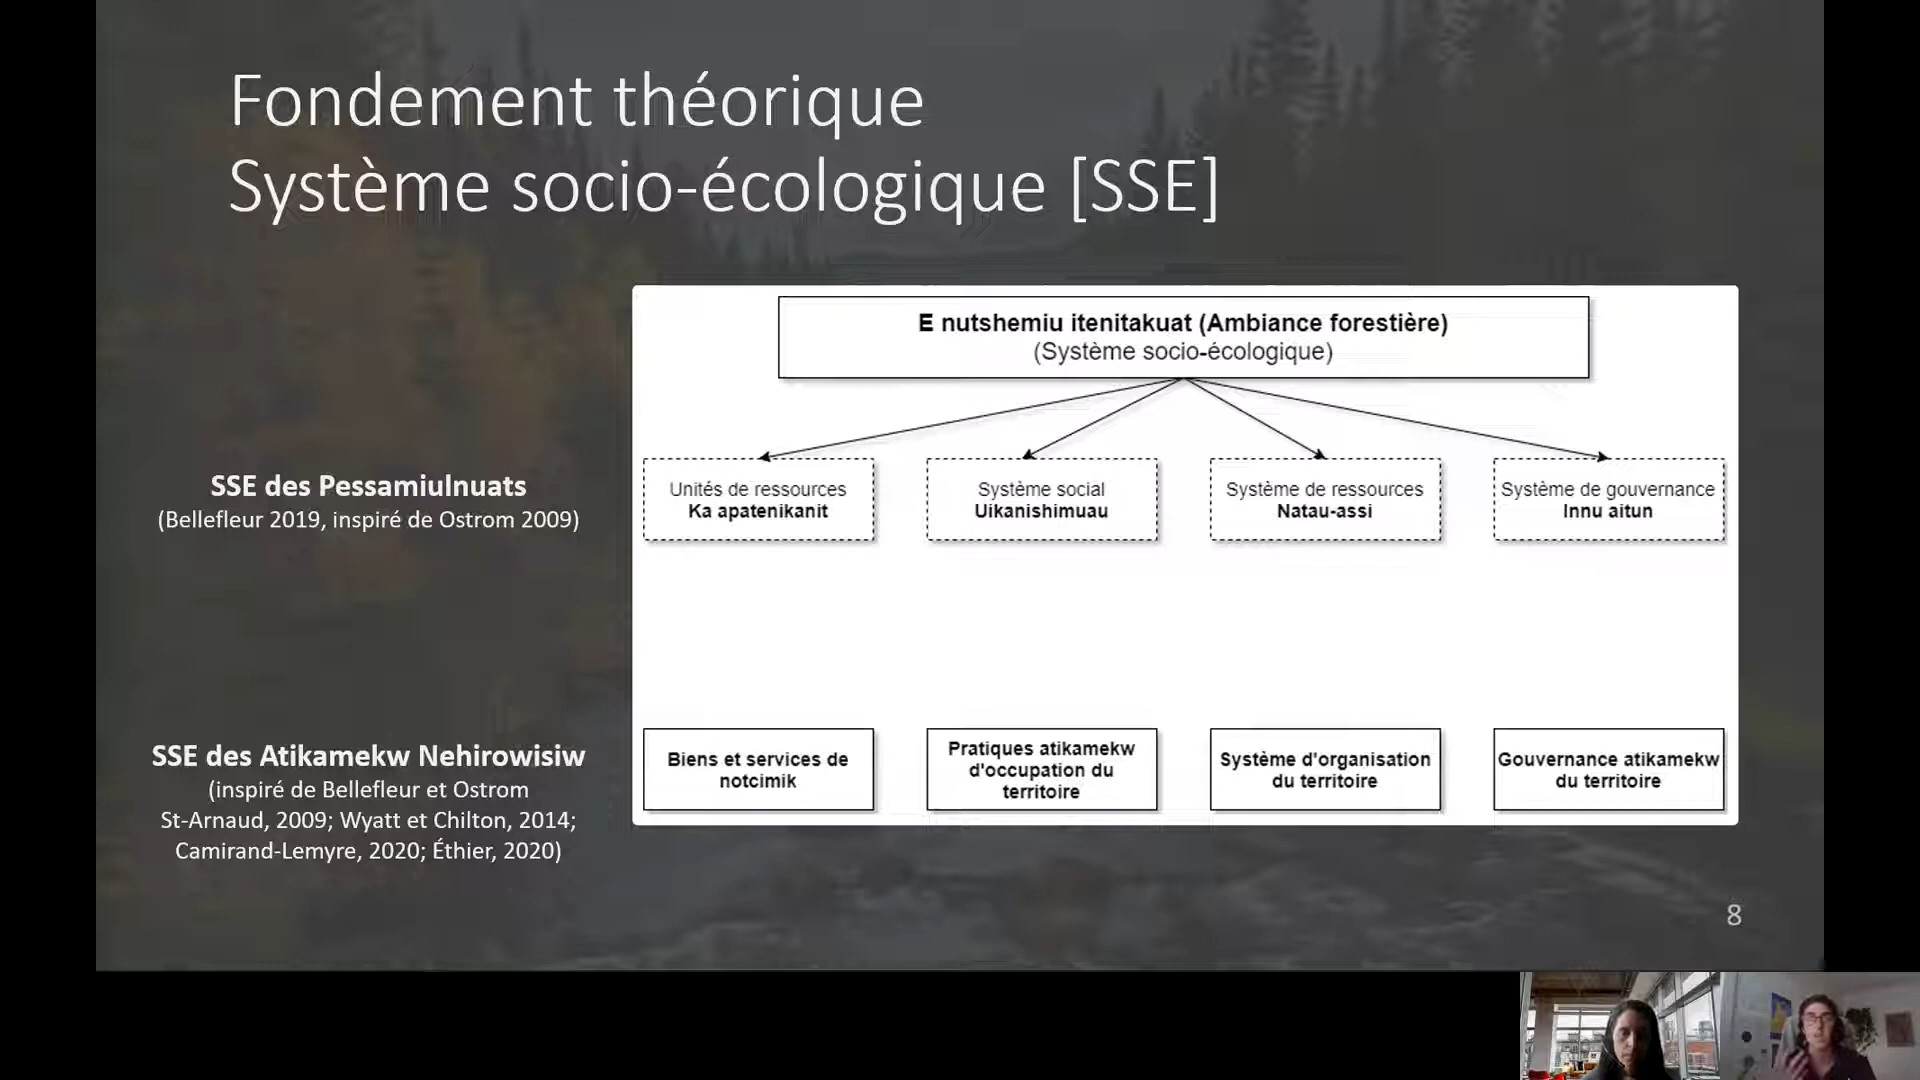 Fondement théorique
Système socio-écologique [SSE]
E nutshemiu itenitakuat (Ambiance forestière)
(Système socio-écologique)
SSE des Pessamiulnuats
(Bellefleur 2019, inspiré de Ostrom 2009)
Unités de ressources
Ka apatenikanit
Système social
Uikanishimuau
Système de ressources
Natau-assi
Système de gouvernance
Innu aitun
SSE des Atikamekw Nehirowisiw
(inspiré de Bellefleur et Ostrom
St-Arnaud, 2009; Wyatt et Chilton, 2014;
Camirand-Lemyre, 2020; Éthier, 2020)
Biens et services de
notcimik
Pratiques atikamekw
d'occupation du
territoire
Système d'organisation
du territoire
Gouvernance atikamekw
du territoire
8